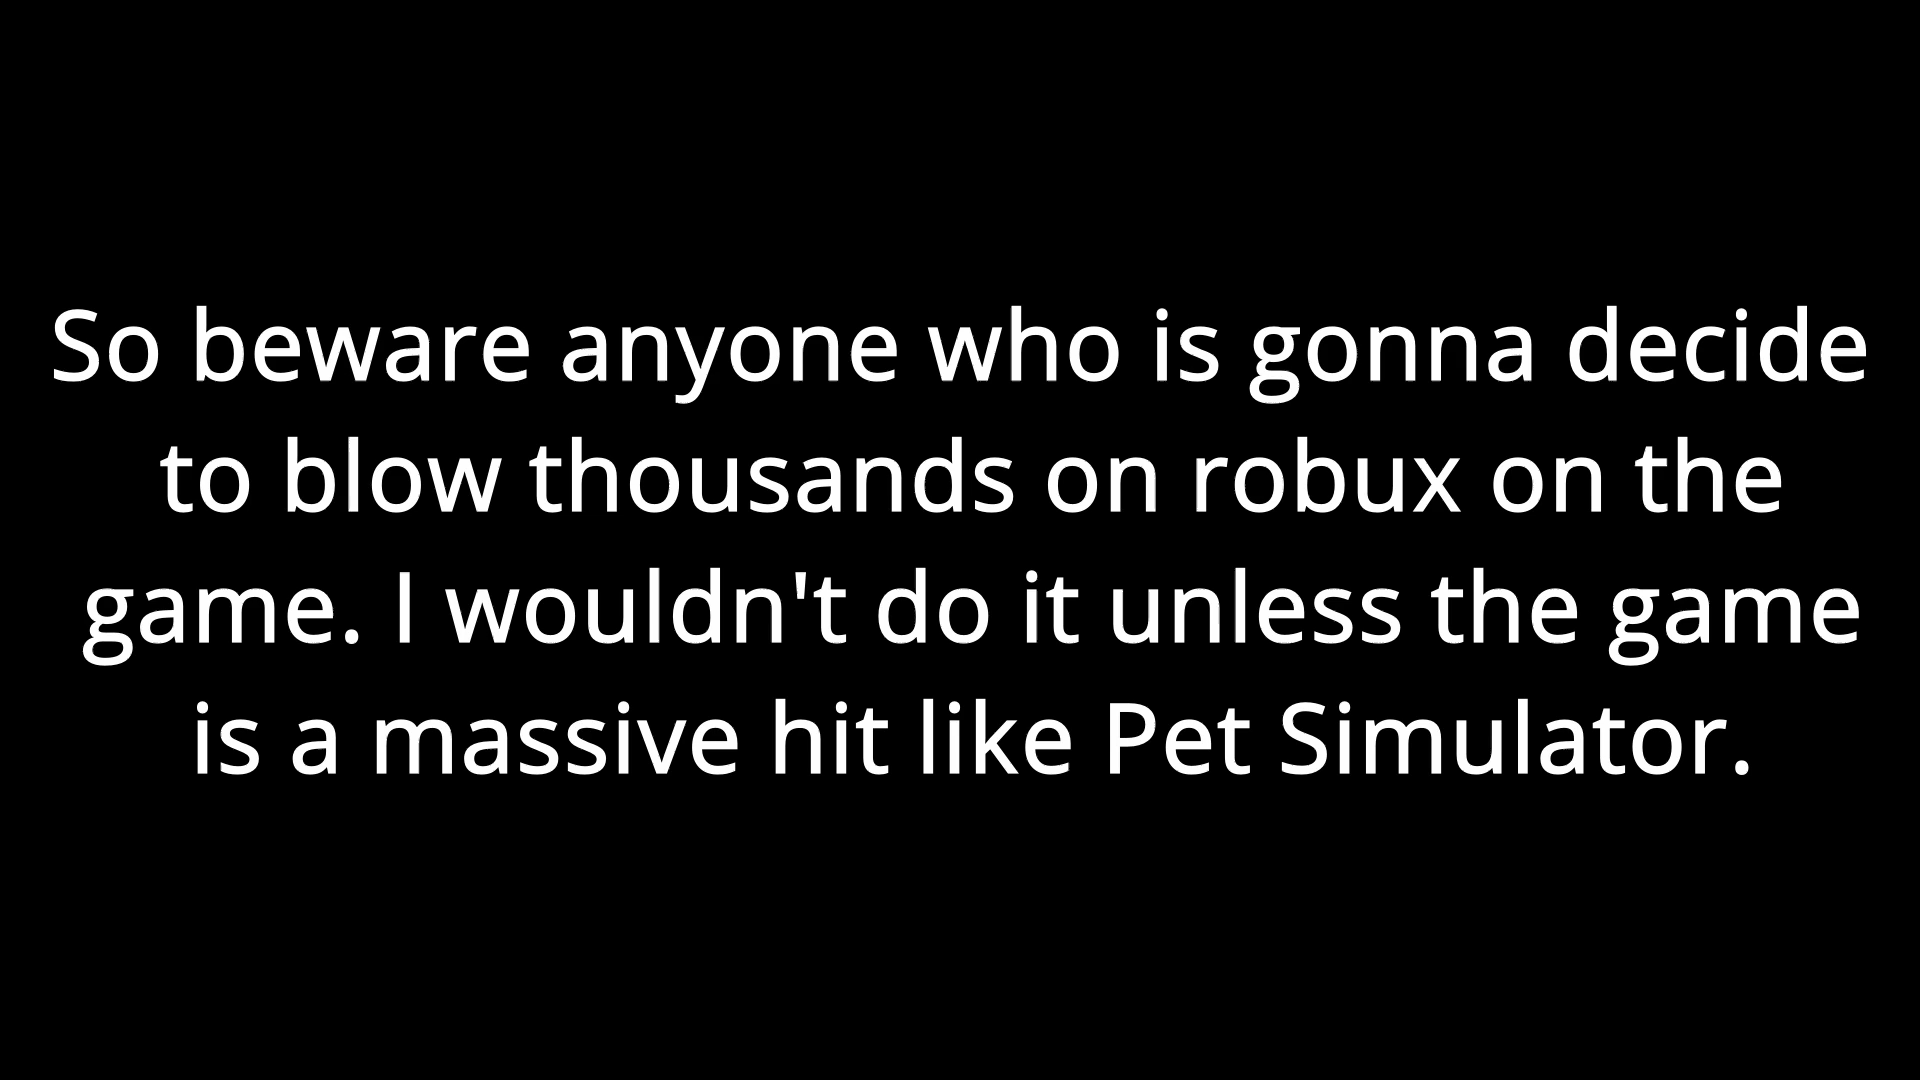 So beware anyone who is gonna decide
to blow thousands on robux on the
game. I wouldn't do it unless the game
is a massive hit like Pet Simulator.